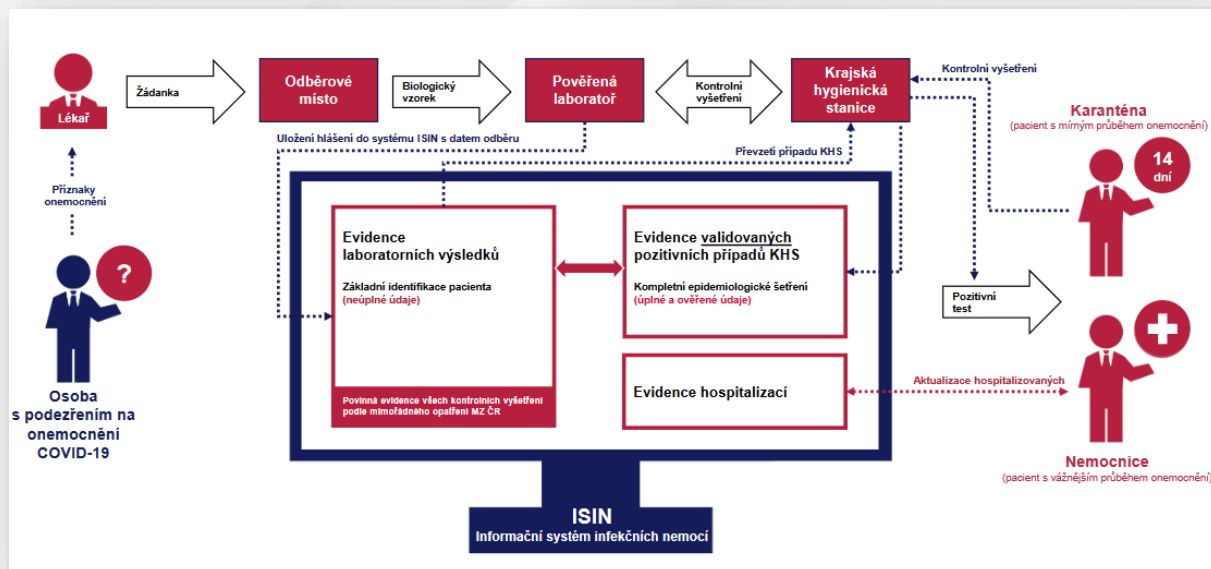 Lékař
Žádanka
Odběrové
místo
Biologický
vzorek
Pověřená
laboratoř
Kontrolní
vyšetření
Krajská
hygienická
stanice
Kontrolní vyšetření
Karanténa
(pacient s mírným průběhem onemocnění)
14
dní
Uložení hlášení do systému ISIN s datem odběru
Převzetí případu KHS
Příznaky
onemocnění
?
Osoba
s podezřením na
onemocnění
COVID-19
Evidence
laboratorních výsledků
Základní identifikace pacienta
(neúplné údaje)
Povinná evidence všech kontrolních vyšetření
podle mimořádného opatření MZ ČR
Evidence validovaných
pozitivních případů KHS
Kompletní epidemiologické šetření
(úplné a ověřené údaje)
Evidence hospitalizací
Pozitivní
test
Aktualizace hospitalizovaných
Nemocnice
(pacient s vážnějším průběhem onemocnění)
ISIN
Informační systém infekčních nemocí